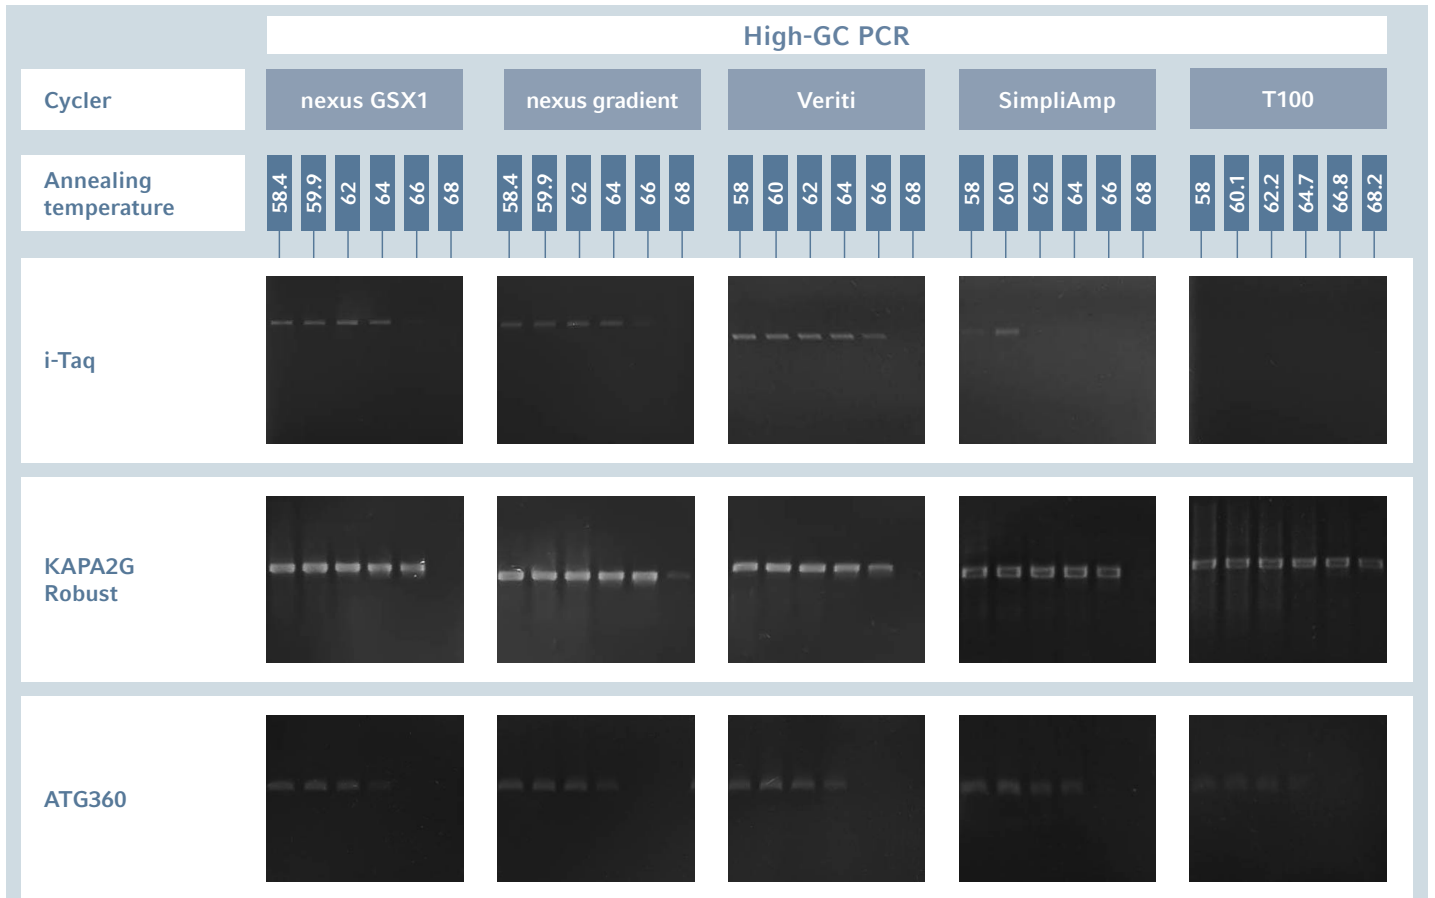 High-GC PCR
Cycler
nexus GSX1
nexus gradient
Veriti
SimpliAmp
T100
Annealing
temperature
58.4
59.9
62
64
66
68
58.4
59.9
62
64
66
68
58
60
62
64
66
68
58
60
62
64
66
68
58
60.1
62.2
64.7
66.8
68.2
i-Taq
KAPA2G
Robust
ATG360